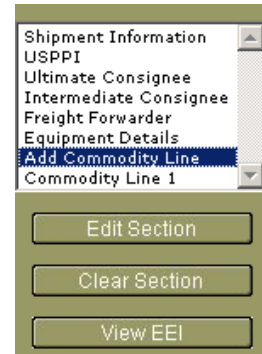 Shipment Information
USPPI
Ultimate Consignee
Intermediate Consignee
Freight Forwarder
Equipment Details
Add Commodity Line
Commodity Line 1
Edit Section
Clear Section
View EEI